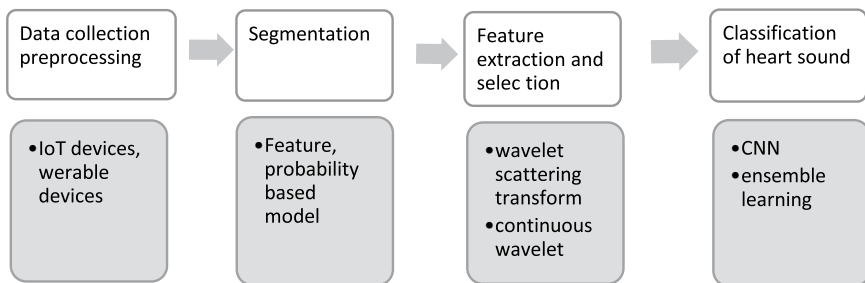 Data collection
preprocessing
Segmentation
Feature
extraction and
selec tion
Classification
of heart sound
•IoT devices,
werable
devices
•Feature,
probability
based
model
•wavelet
scattering
transform
•continuous
wavelet
•CNN
•ensemble
learning